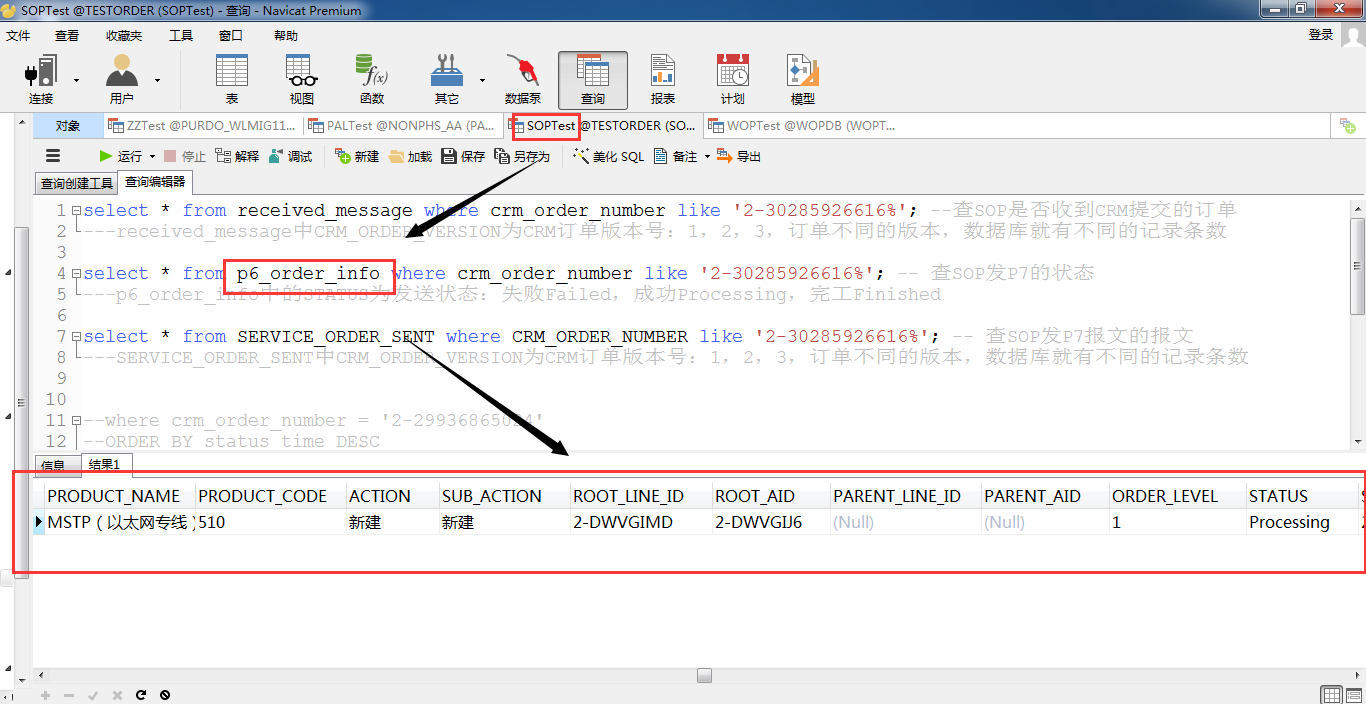 SOPTest @TESTORDER (SOPTest) - 查询 - Navicat Premium
文件 查看 收藏夹 工具 窗口 帮助 登录
连接 用户 表 视图 函数 其它 数据泵 查询 报表 计划 模型
对象 ZZTest @PURDO_WLMIG11... PALTest @NONPHS_AA (PA... SOPTest @TESTORDER (SO... WOPTest @WOPDB (WOPT...
运行 停止 解释 调试 新建 加载 保存 另存为 美化 SQL 备注 导出
查询创建工具 查询编辑器
1 select * from received_message where crm_order_number like '2-30285926616%'; --查SOP是否收到CRM提交的订单
2 ---received_message中CRM_ORDER_VERSION为CRM订单版本号: 1, 2, 3, 订单不同的版本, 数据库就有不同的记录条数
3
4 select * from p6_order_info where crm_order_number like '2-30285926616%'; -- 查SOP发P7的状态
5 ---p6_order_info中的STATUS为发送状态: 失败Failed, 成功Processing, 完工Finished
6
7 select * from SERVICE_ORDER_SENT where CRM_ORDER_NUMBER like '2-30285926616%'; -- 查SOP发P7报文的报文
8 ---SERVICE_ORDER_SENT中CRM_ORDER_VERSION为CRM订单版本号: 1, 2, 3, 订单不同的版本, 数据库就有不同的记录条数
9
10
11 --where crm_order_number = '2-29936865024'
12 --ORDER BY status_time DESC
信息 结果1
PRODUCT_NAME PRODUCT_CODE ACTION SUB_ACTION ROOT_LINE_ID ROOT_AID PARENT_LINE_ID PARENT_AID ORDER_LEVEL STATUS
MSTP（以太网专线） 510 新建 新建 2-DWVGIMD 2-DWVGIJ6 (Null) (Null) 1 Processing